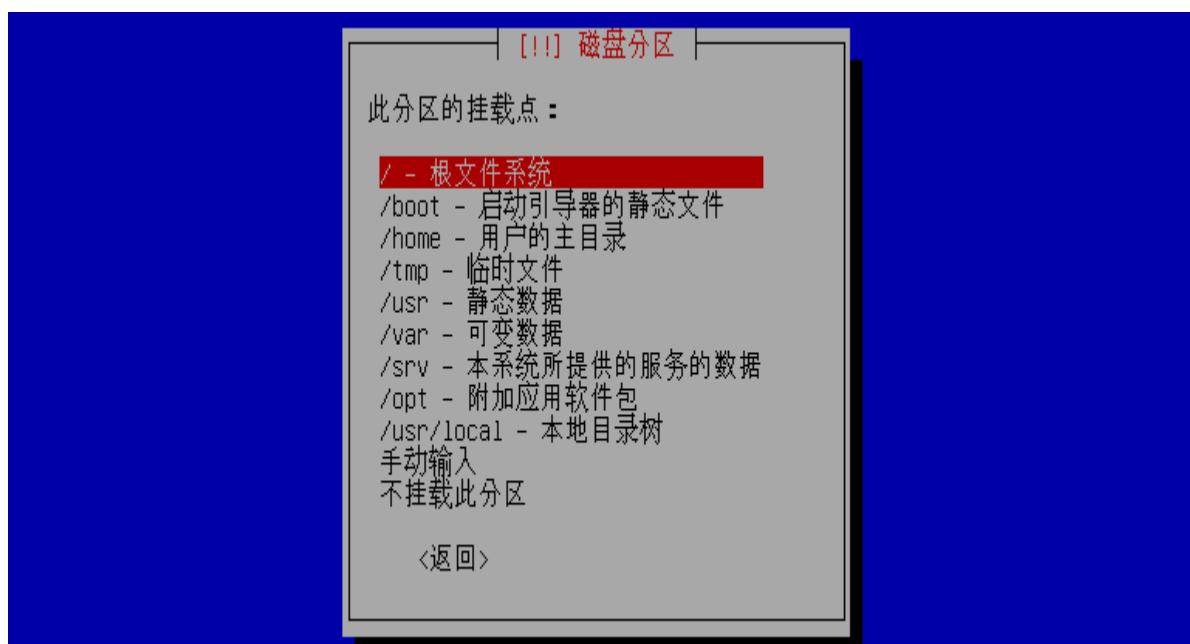 [!!] 磁盘分区
此分区的挂载点：
/ - 根文件系统
/boot - 启动引导器的静态文件
/home - 用户的主目录
/tmp - 临时文件
/usr - 静态数据
/var - 可变数据
/srv - 本系统所提供的服务的数据
/opt - 附加应用软件包
/usr/local - 本地目录树
手动输入
不挂载此分区
<返回>